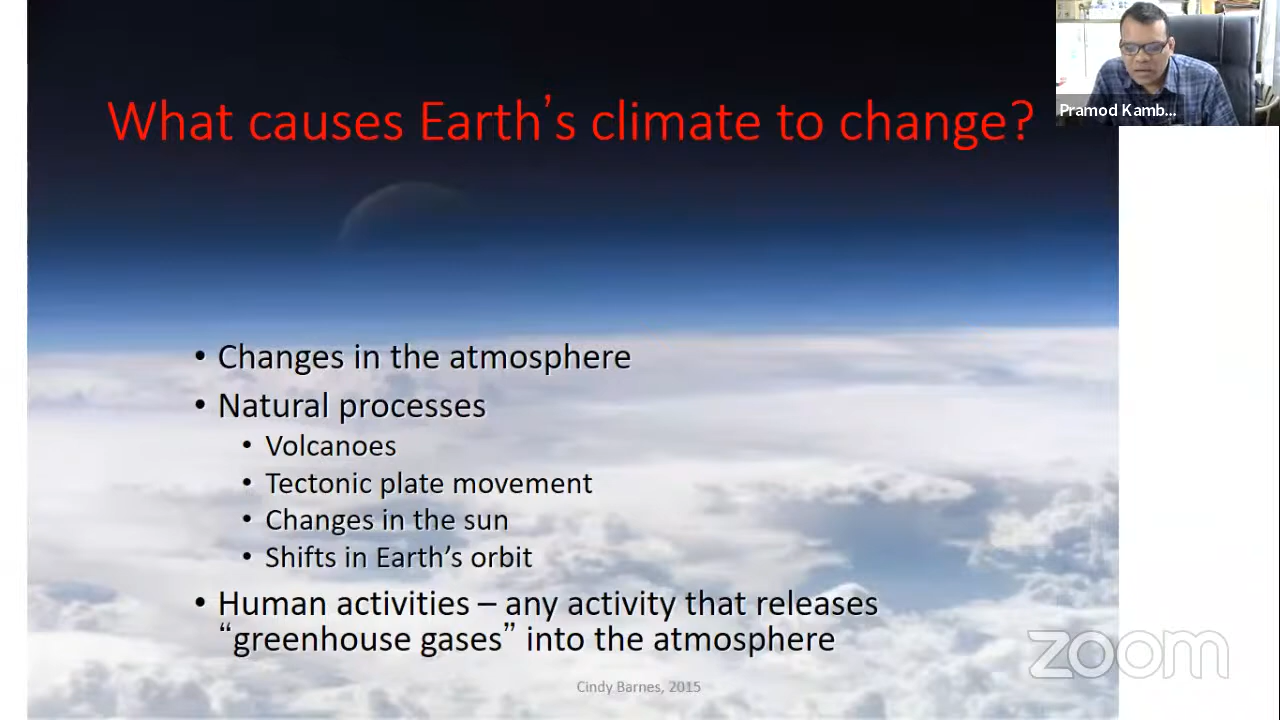 What causes Earth’s climate to change?
Pramod Kamb...
• Changes in the atmosphere
• Natural processes
• Volcanoes
• Tectonic plate movement
• Changes in the sun
• Shifts in Earth’s orbit
• Human activities – any activity that releases
“greenhouse gases” into the atmosphere
Cindy Barnes, 2015
zoom